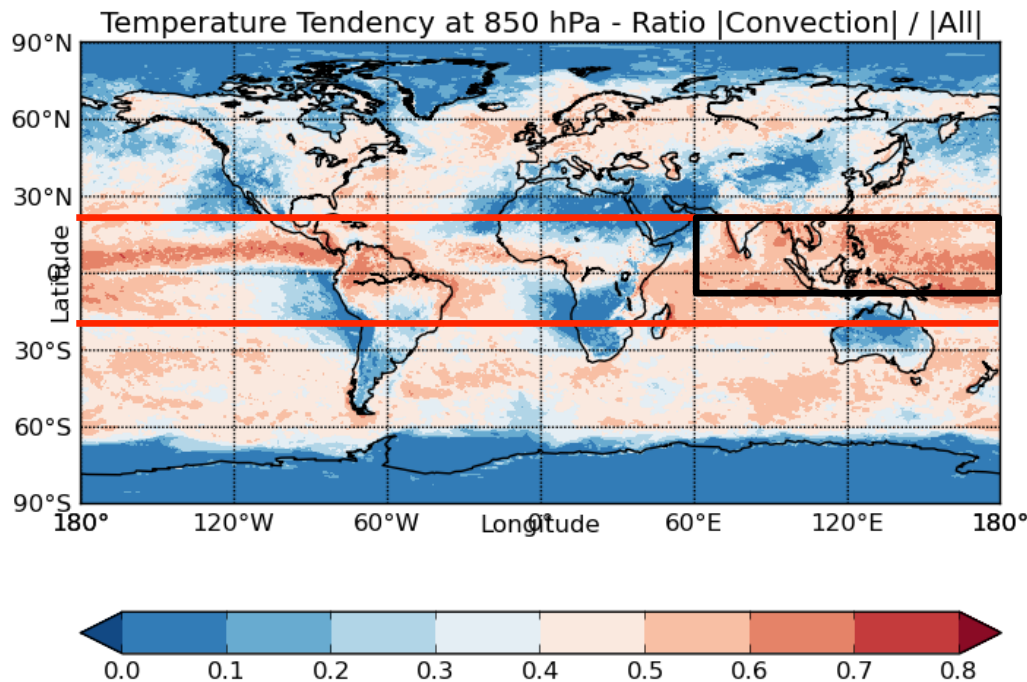 Temperature Tendency at 850 hPa - Ratio |Convection| / |All|
90°N
60°N
30°N
0°
30°S
60°S
90°S
Latitude
180° 120°W 60°W 0° 60°E 120°E 180°
Longitude
0.0 0.1 0.2 0.3 0.4 0.5 0.6 0.7 0.8